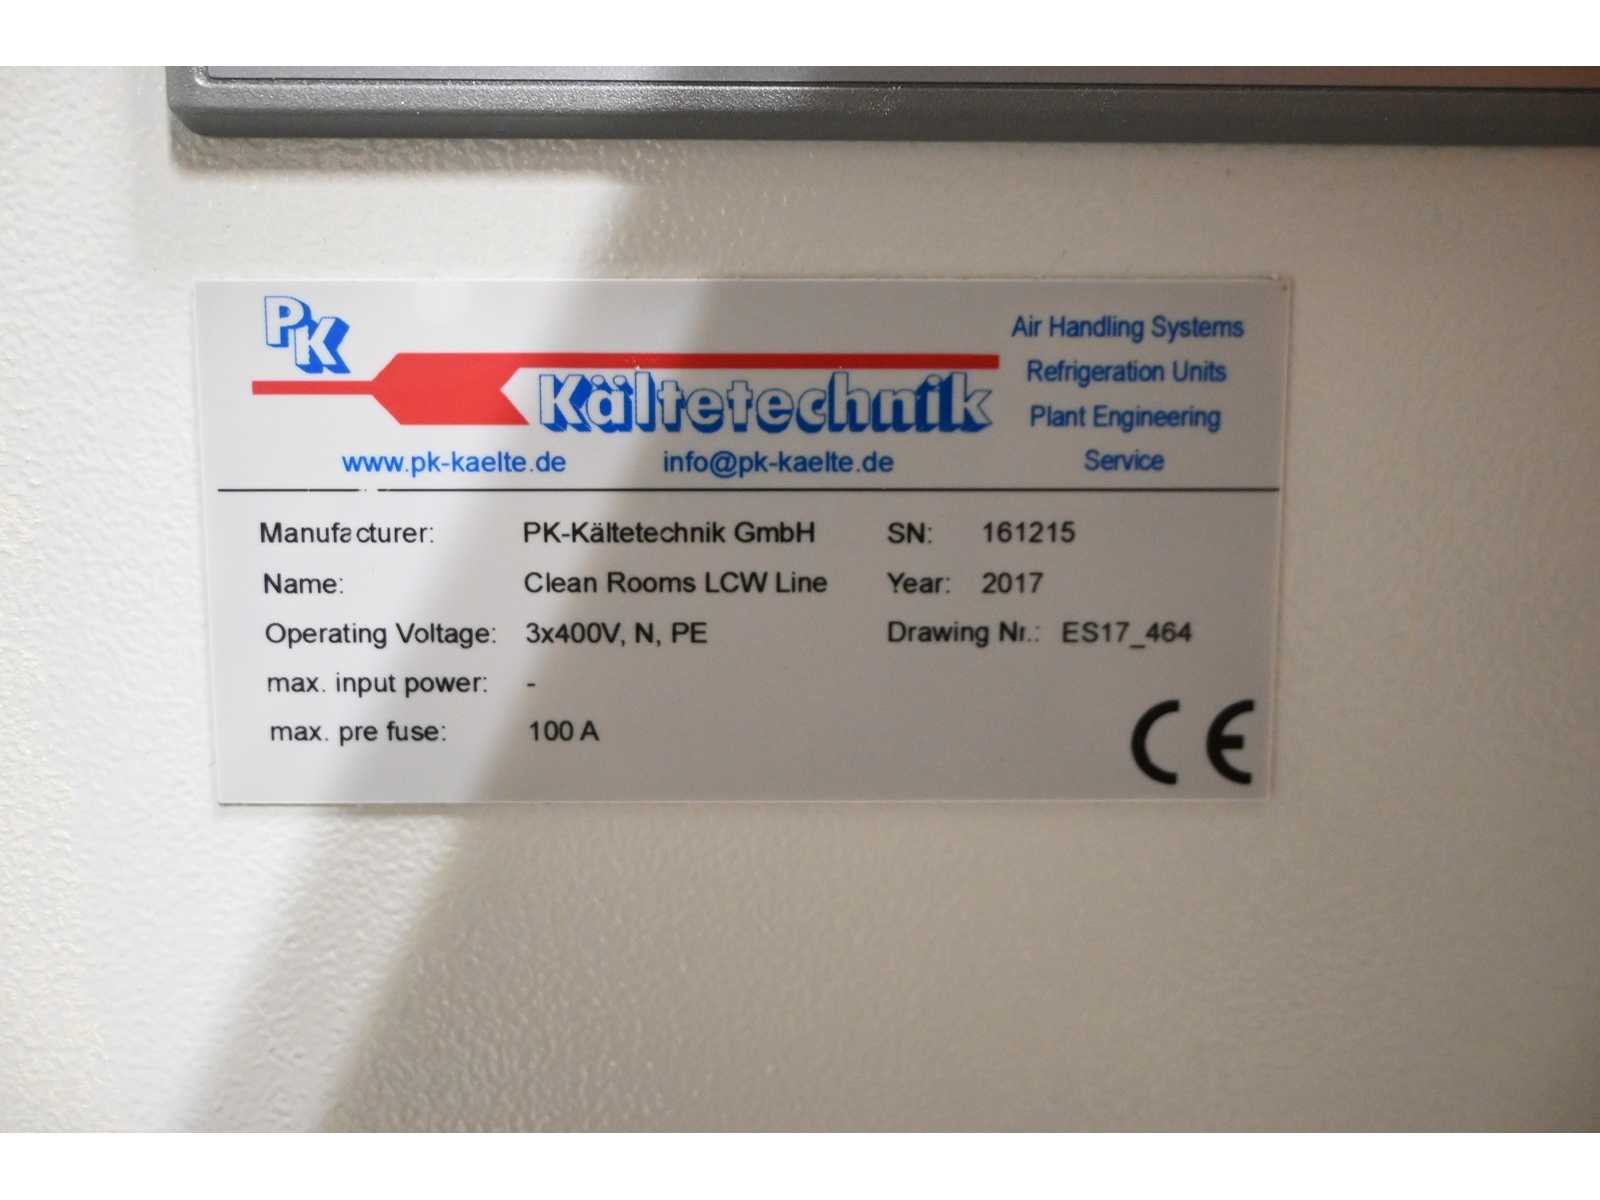 PK
Kältetechnik
Air Handling Systems
Refrigeration Units
Plant Engineering
Service
www.pk-kaelte.de info@pk-kaelte.de
Manufacturer: PK-Kältetechnik GmbH SN: 161215
Name: Clean Rooms LCW Line Year: 2017
Operating Voltage: 3x400V, N, PE Drawing Nr.: ES17_464
max. input power: -
max. pre fuse: 100 A
CE